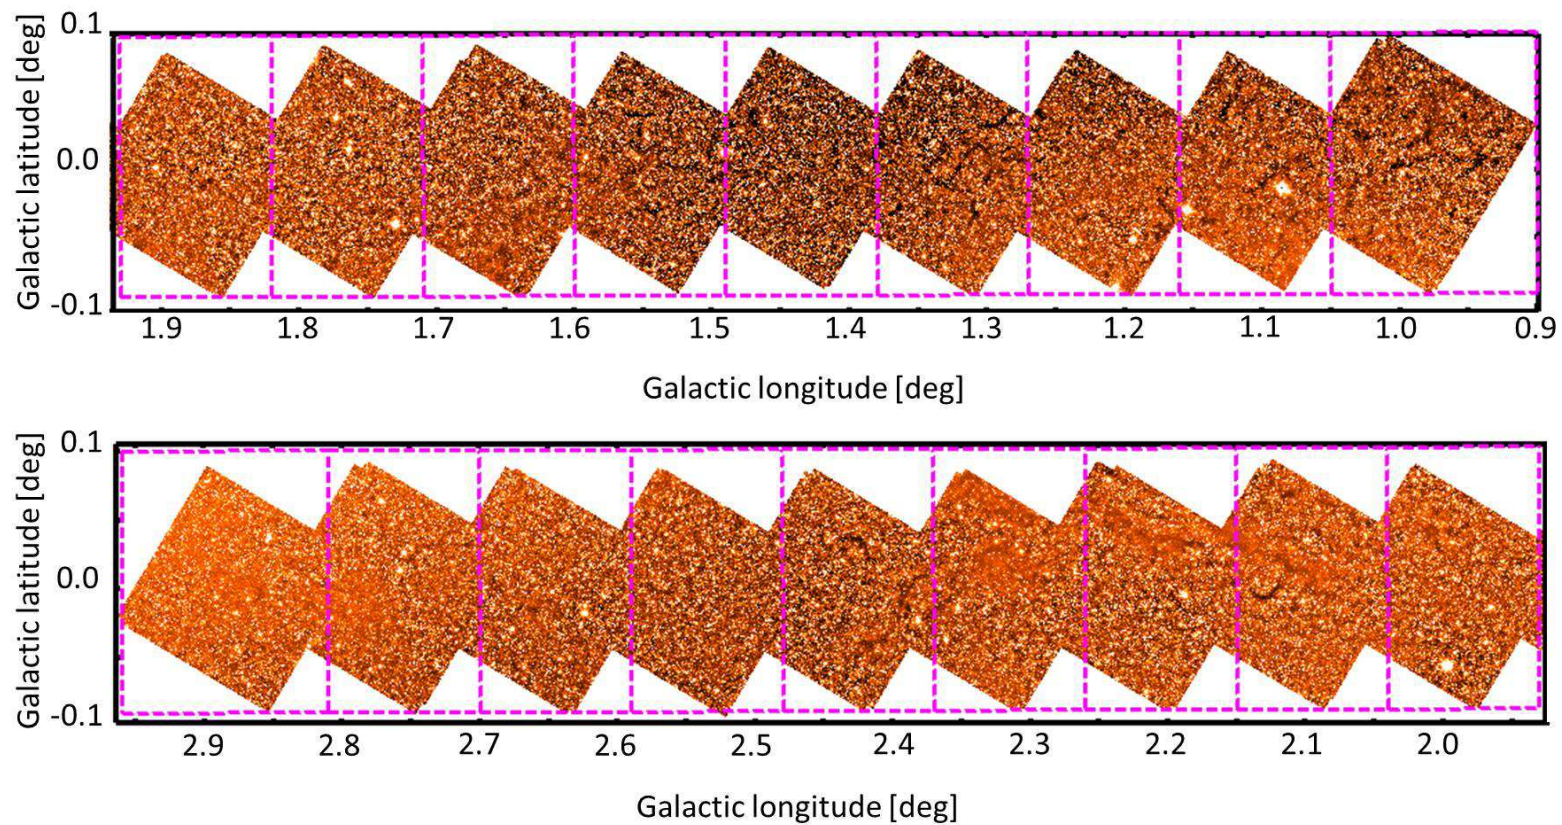 Galactic latitude [deg]
0.1
0.0
-0.1
1.9 1.8 1.7 1.6 1.5 1.4 1.3 1.2 1.1 1.0 0.9
Galactic longitude [deg]
Galactic latitude [deg]
0.1
0.0
-0.1
2.9 2.8 2.7 2.6 2.5 2.4 2.3 2.2 2.1 2.0
Galactic longitude [deg]